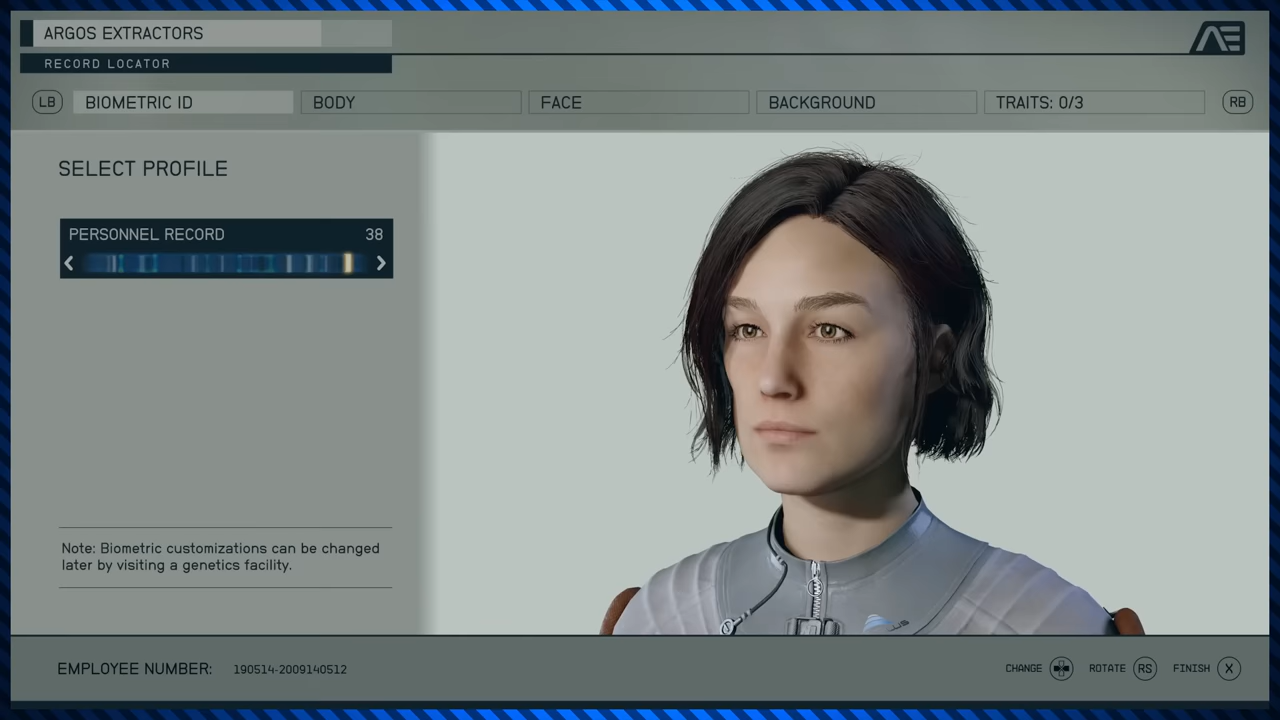 ARGOS EXTRACTORS
RECORD LOCATOR
LB
BIOMETRIC ID
BODY
FACE
BACKGROUND
TRAITS: 0/3
RB
SELECT PROFILE
PERSONNEL RECORD 38
Note: Biometric customizations can be changed
later by visiting a genetics facility.
EMPLOYEE NUMBER: 190514-2009140512
CHANGE
ROTATE RS
FINISH X